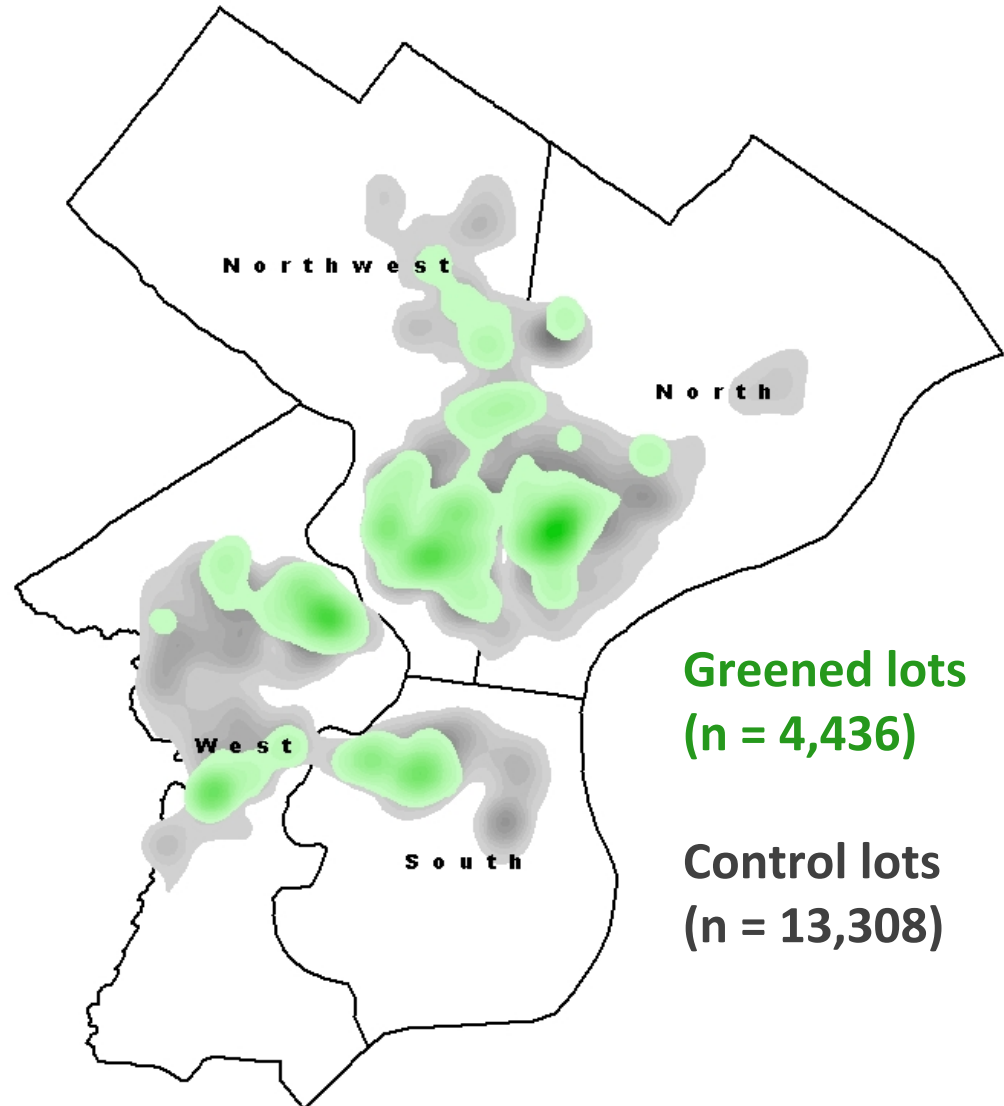 Northwest
North
Greened lots
(n = 4,436)
West
Control lots
South
(n = 13,308)